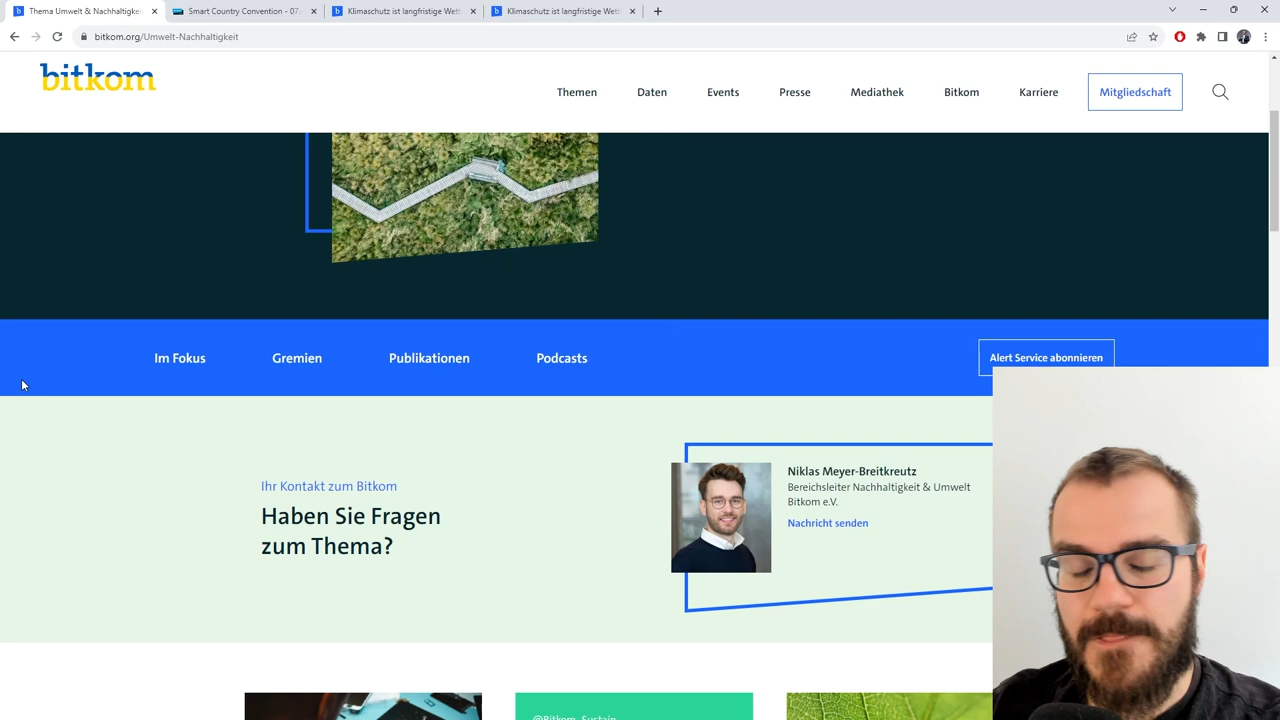 Thema Umwelt & Nachhaltigkei
Smart Country Convention - 07.
Klimaschutz ist langfristige Wett
Klimaschutz ist langfristige Wett
bitkom.org/Umwelt-Nachhaltigkeit
bitkom
Themen
Daten
Events
Presse
Mediathek
Bitkom
Karriere
Mitgliedschaft
Im Fokus
Gremien
Publikationen
Podcasts
Alert Service abonnieren
Ihr Kontakt zum Bitkom
Haben Sie Fragen
zum Thema?
Niklas Meyer-Breitkreutz
Bereichsleiter Nachhaltigkeit & Umwelt
Bitkom e.V.
Nachricht senden
@Bitkom_Sustain